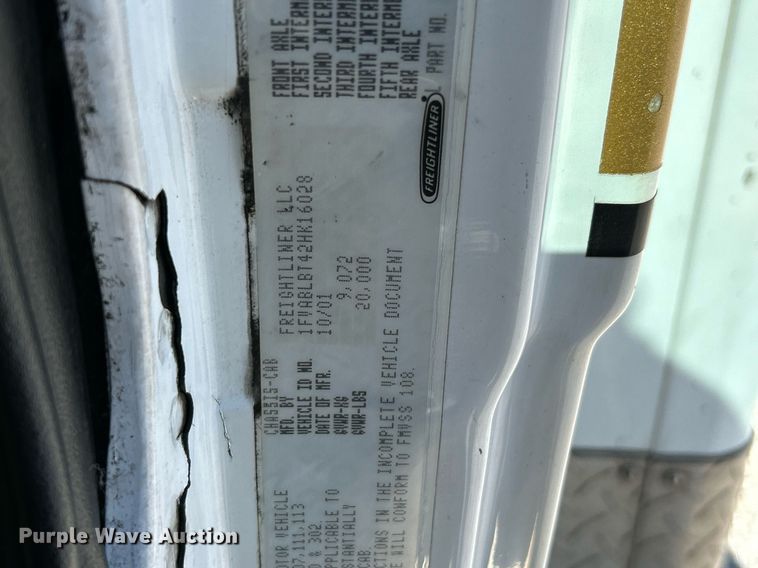 CHASSIS-CAB
MFD. BY FREIGHTLINER LLC
VEHICLE ID NO. 1FVABLBT42HK16028
DATE OF MFR. 10/01
GVWR-KG 9,072
GVWR-LBS 20,000
OTOR VEHICLE
07,111,113
D & 302
PPLICABLE TO
STANTIALLY
CAB
CTIONS IN THE INCOMPLETE VEHICLE DOCUMENT
E WILL CONFORM TO FMVSS 108.
FRONT AXLE
FIRST INTERM
SECOND INTERM
THIRD INTERM
FOURTH INTERM
FIFTH INTERM
REAR AXLE
L PART NO.
FREIGHTLINER
Purple Wave Auction